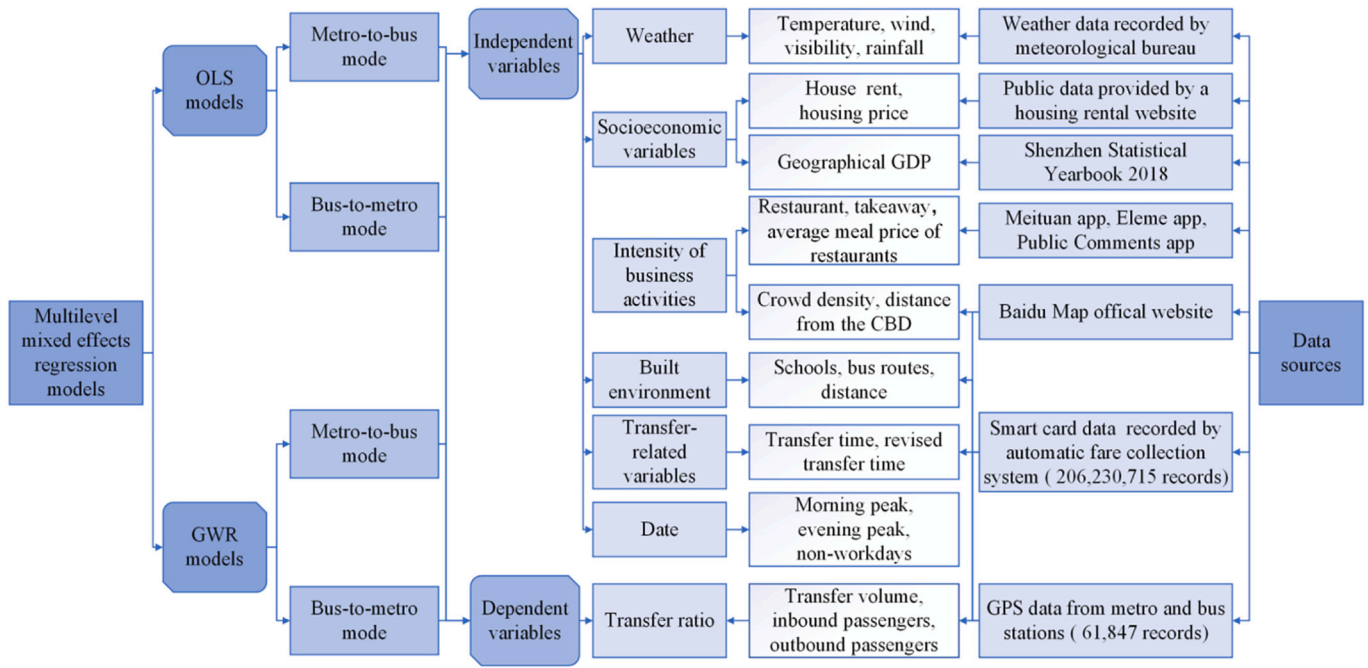 Multilevel
mixed effects
regression
models
OLS
models
GWR
models
Metro-to-bus
mode
Bus-to-metro
mode
Metro-to-bus
mode
Bus-to-metro
mode
Independent
variables
Dependent
variables
Weather
Socioeconomic
variables
Intensity of
business
activities
Built
environment
Transfer-
related
variables
Date
Transfer ratio
Temperature, wind,
visibility, rainfall
House rent,
housing price
Geographical GDP
Restaurant, takeaway,
average meal price of
restaurants
Crowd density, distance
from the CBD
Schools, bus routes,
distance
Transfer time, revised
transfer time
Morning peak,
evening peak,
non-workdays
Transfer volume,
inbound passengers,
outbound passengers
Weather data recorded by
meteorological bureau
Public data provided by a
housing rental website
Shenzhen Statistical
Yearbook 2018
Meituan app, Eleme app,
Public Comments app
Baidu Map offical website
Smart card data recorded by
automatic fare collection
system ( 206,230,715 records)
GPS data from metro and bus
stations ( 61,847 records)
Data
sources